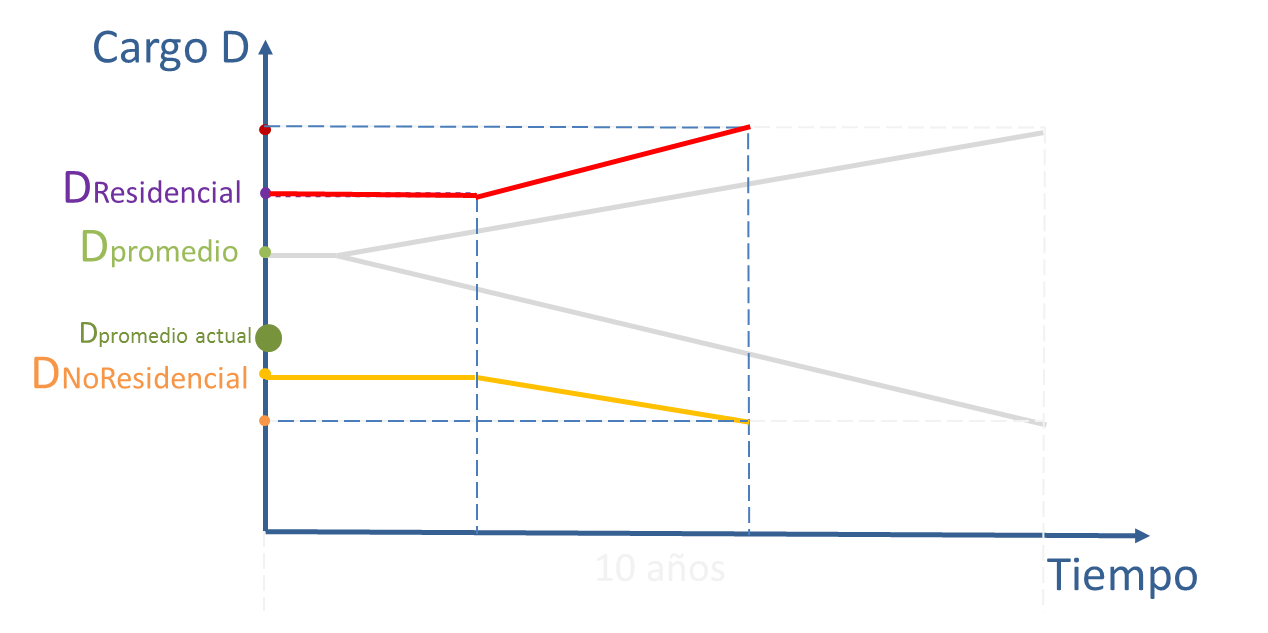 Cargo D
DResidencial
Dpromedio
Dpromedio actual
DNoResidencial
10 años
Tiempo